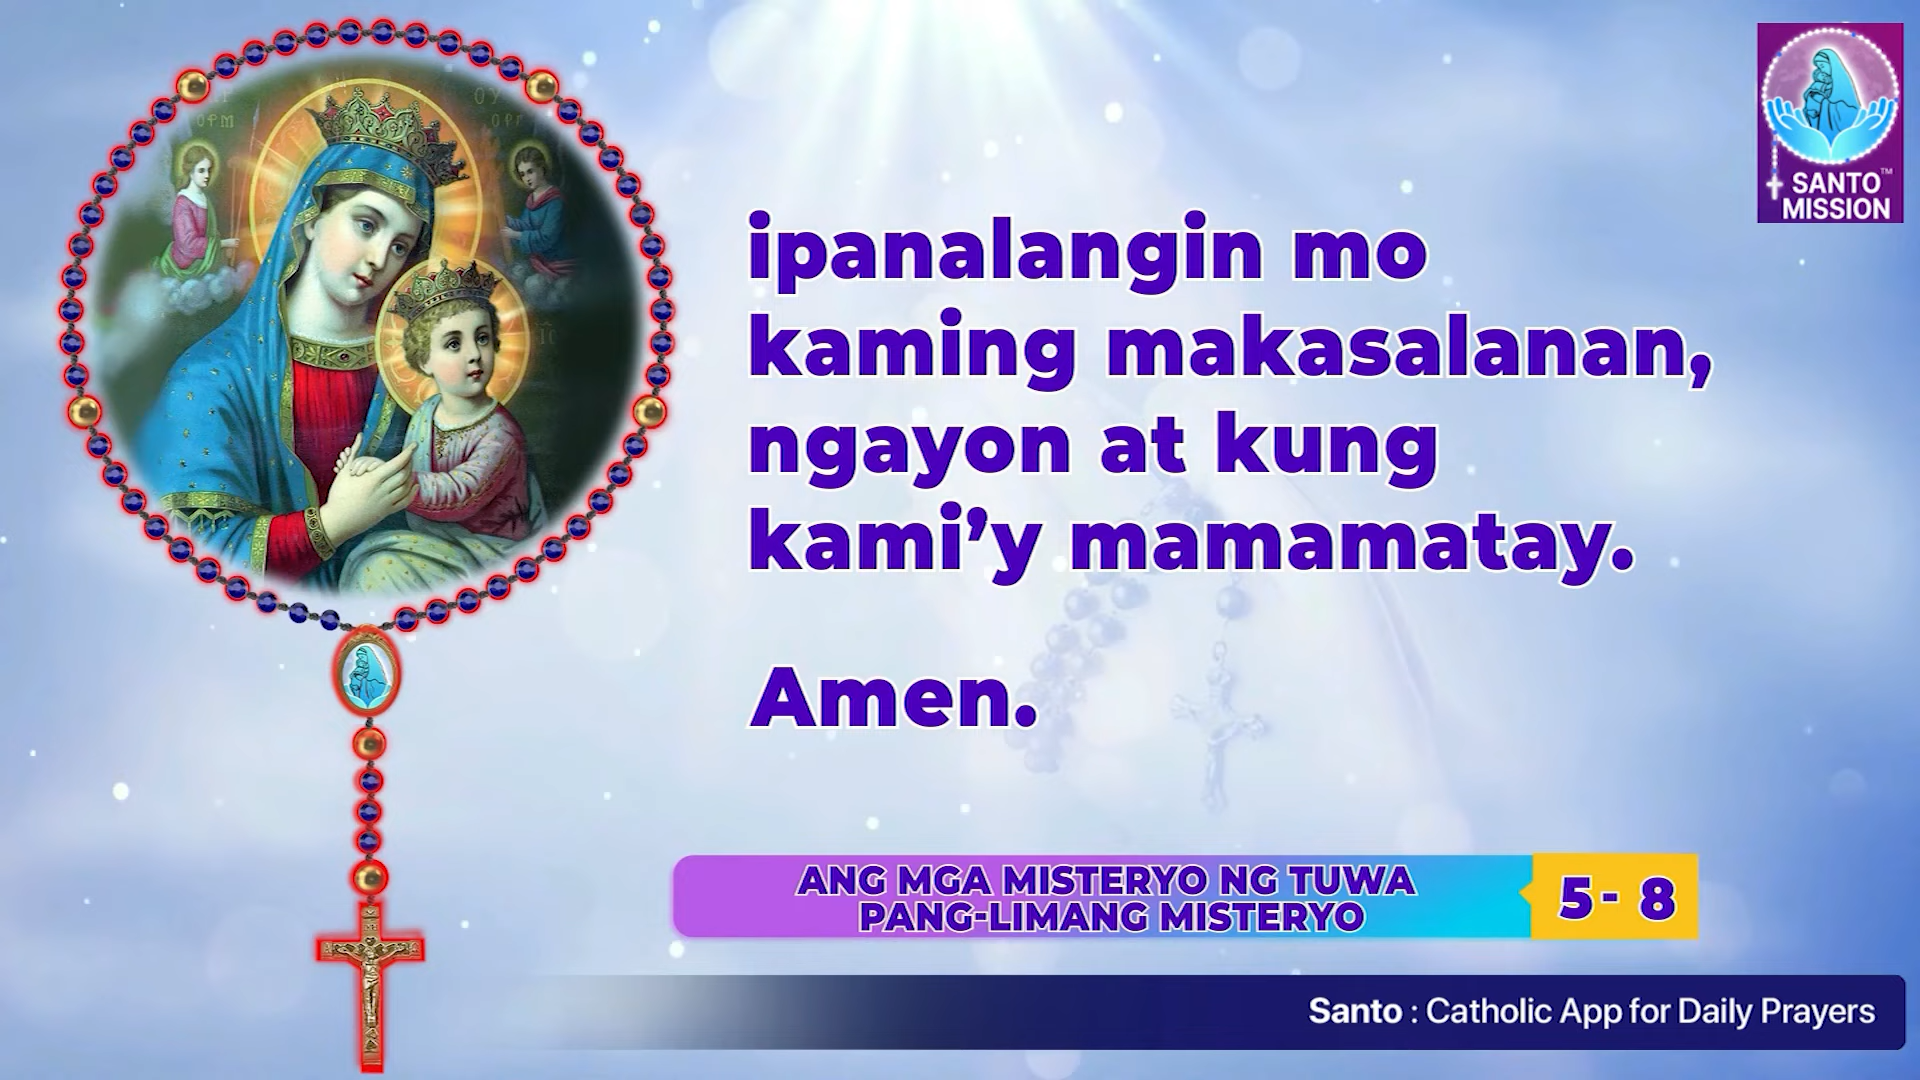 SANTO™
MISSION
ipanalangin mo
kaming makasalanan,
ngayon at kung
kami’y mamamatay.
Amen.
ANG MGA MISTERYO NG TUWA
PANG-LIMANG MISTERYO
5- 8
Santo : Catholic App for Daily Prayers